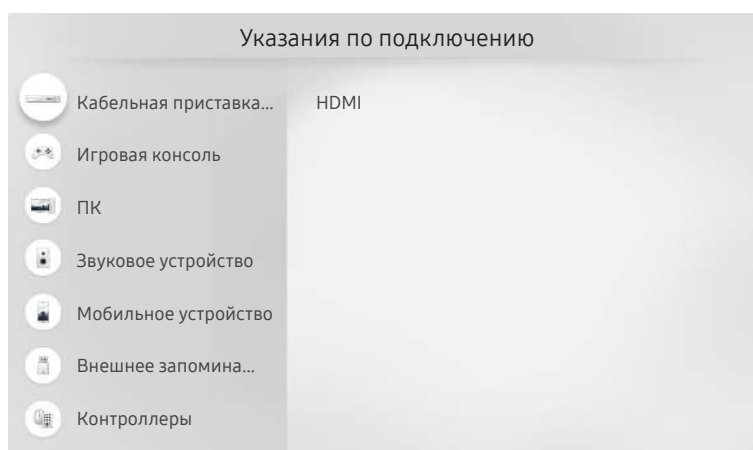 Указания по подключению
Кабельная приставка...
HDMI
Игровая консоль
ПК
Звуковое устройство
Мобильное устройство
Внешнее запомина...
Контроллеры